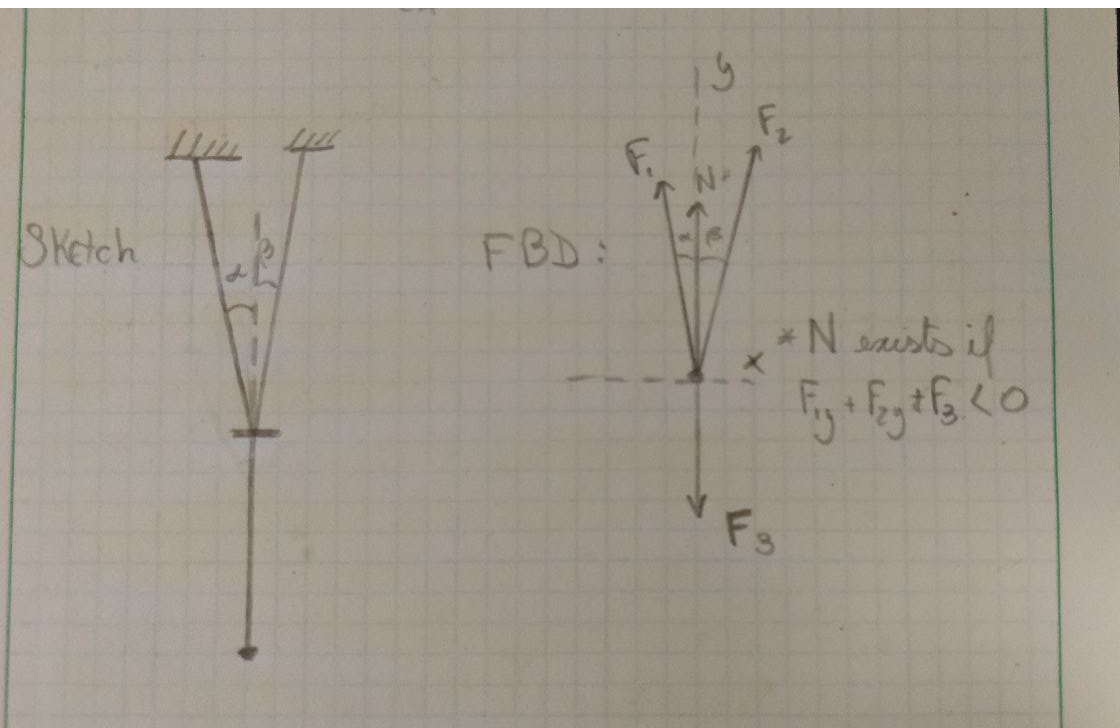 Sketch
α
β
FBD:
y
F₁
N*
F₂
α
β
x
*N exists if
F₁y + F₂y + F₃ < 0
F₃